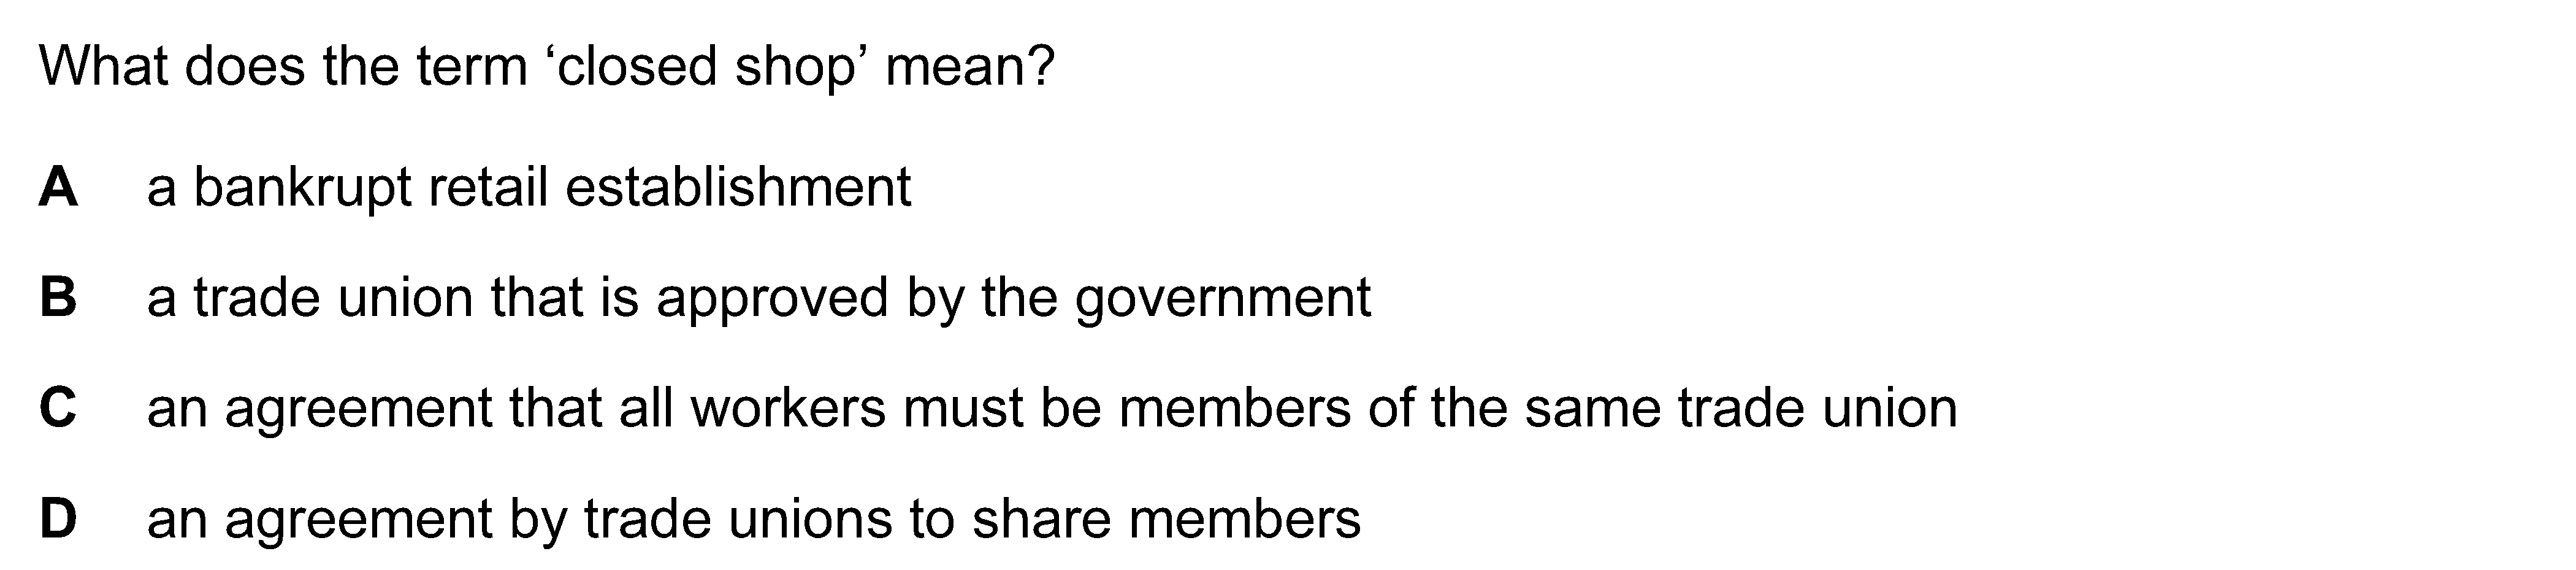 What does the term ‘closed shop’ mean?
A a bankrupt retail establishment
B a trade union that is approved by the government
C an agreement that all workers must be members of the same trade union
D an agreement by trade unions to share members